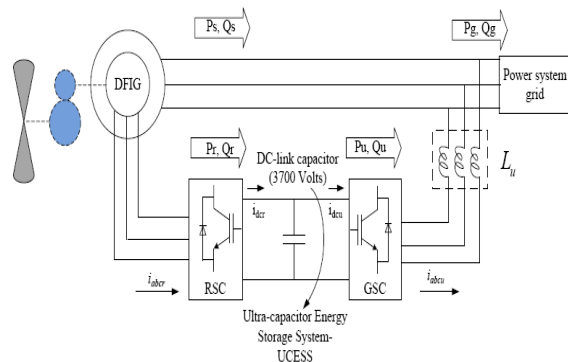 Ps, Qs
Pg, Qg
DFIG
Power system
grid
Pr, Qr
DC-link capacitor
(3700 Volts)
Pu, Qu
Lu
idcr
idcu
iabcr
RSC
GSC
iabcu
Ultra-capacitor Energy
Storage System-
UCESS